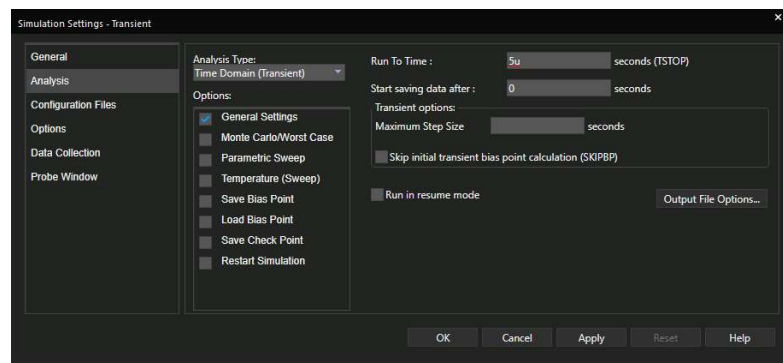 Simulation Settings - Transient
×
General
Analysis
Configuration Files
Options
Data Collection
Probe Window
Analysis Type:
Time Domain (Transient)
Options:
General Settings
Monte Carlo/Worst Case
Parametric Sweep
Temperature (Sweep)
Save Bias Point
Load Bias Point
Save Check Point
Restart Simulation
Run To Time : 5u seconds (TSTOP)
Start saving data after : 0 seconds
Transient options:
Maximum Step Size seconds
Skip initial transient bias point calculation (SKIPBP)
Run in resume mode
Output File Options...
OK Cancel Apply Reset Help